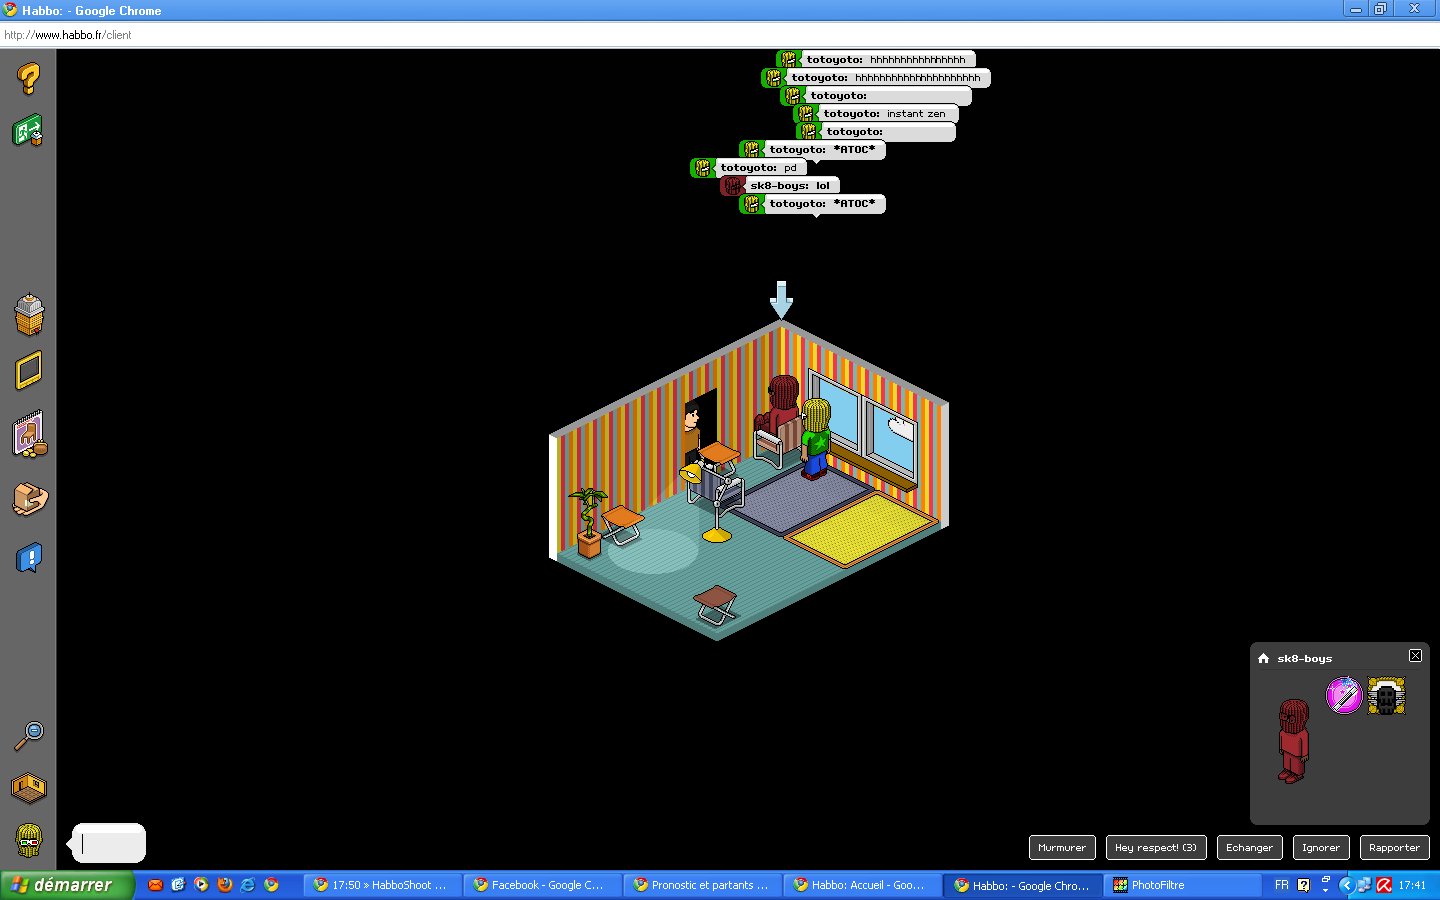 Habbo: - Google Chrome
http://www.habbo.fr/client
totoyoto: hhhhhhhhhhhhhhhh
totoyoto: hhhhhhhhhhhhhhhhhhhhh
totoyoto:
totoyoto: instant zen
totoyoto:
totoyoto: *ATOC*
totoyoto: pd
sk8-boys: lol
totoyoto: *ATOC*
sk8-boys
Murmurer
Hey respect! (3)
Echanger
Ignorer
Rapporter
démarrer
17:50 » HabboShoot ...
Facebook - Google C...
Pronostic et partants ...
Habbo: Accueil - Goo...
Habbo: - Google Chro...
PhotoFiltre
FR
17:41